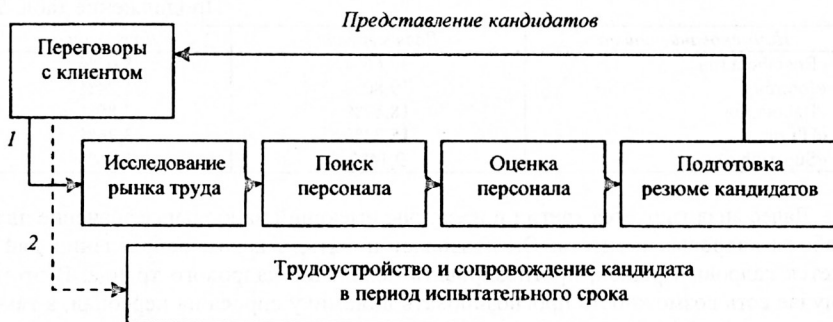 Представление кандидатов
Переговоры
с клиентом
1
Исследование
рынка труда
Поиск
персонала
Оценка
персонала
Подготовка
резюме кандидатов
2
Трудоустройство и сопровождение кандидата
в период испытательного срока